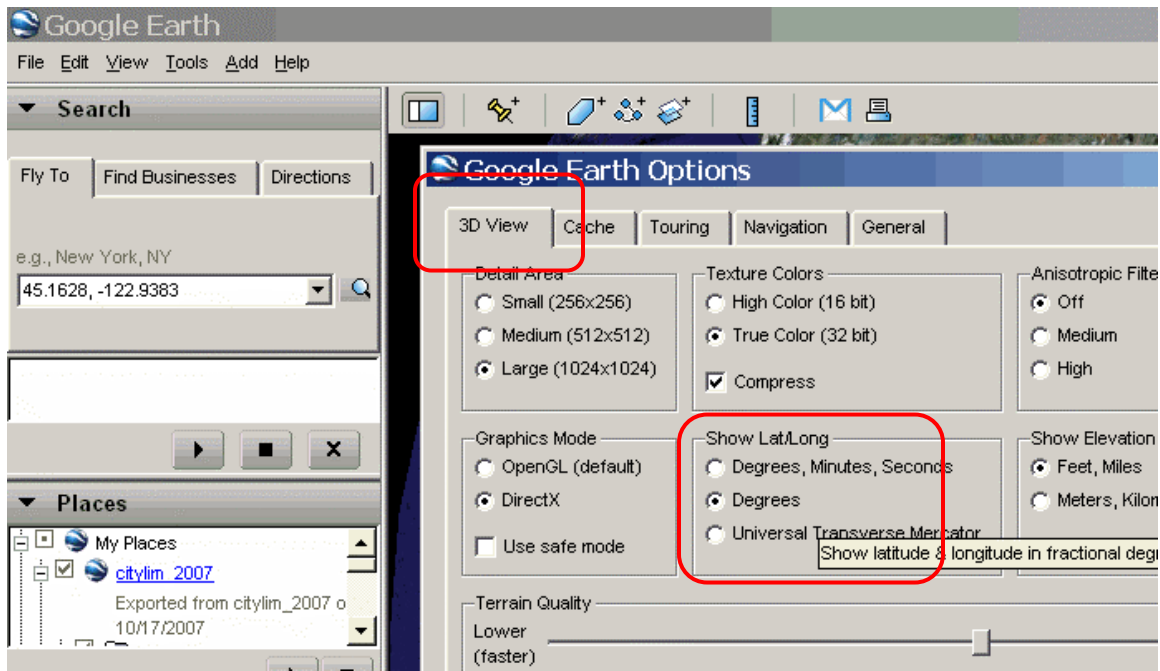 Google Earth
File Edit View Tools Add Help
Search
Fly To
Find Businesses
Directions
e.g., New York, NY
45.1628, -122.9383
Places
My Places
citylim_2007
Exported from citylim_2007 o
10/17/2007
Google Earth Options
3D View
Cache
Touring
Navigation
General
Detail Area
Small (256x256)
Medium (512x512)
Large (1024x1024)
Texture Colors
High Color (16 bit)
True Color (32 bit)
Compress
Anisotropic Filte
Off
Medium
High
Graphics Mode
OpenGL (default)
DirectX
Use safe mode
Show Lat/Long
Degrees, Minutes, Seconds
Degrees
Universal Transverse Mercator
Show latitude & longitude in fractional degr
Show Elevation
Feet, Miles
Meters, Kilom
Terrain Quality
Lower
(faster)